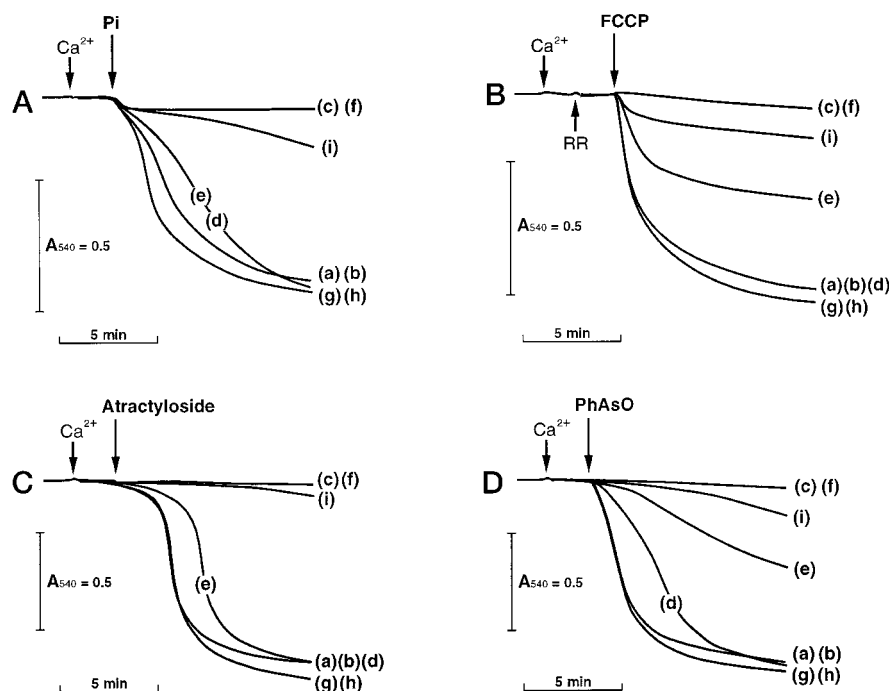 A
Ca²⁺
Pi
(c) (f)
(i)
(e)
(d)
(a) (b)
(g) (h)
A₅₄₀ = 0.5
5 min
B
Ca²⁺
RR
FCCP
(c) (f)
(i)
(e)
(a) (b) (d)
(g) (h)
A₅₄₀ = 0.5
5 min
C
Ca²⁺
Atractyloside
(c) (f)
(i)
(e)
(a) (b) (d)
(g) (h)
A₅₄₀ = 0.5
5 min
D
Ca²⁺
PhAsO
(c) (f)
(i)
(e)
(d)
(a) (b)
(g) (h)
A₅₄₀ = 0.5
5 min